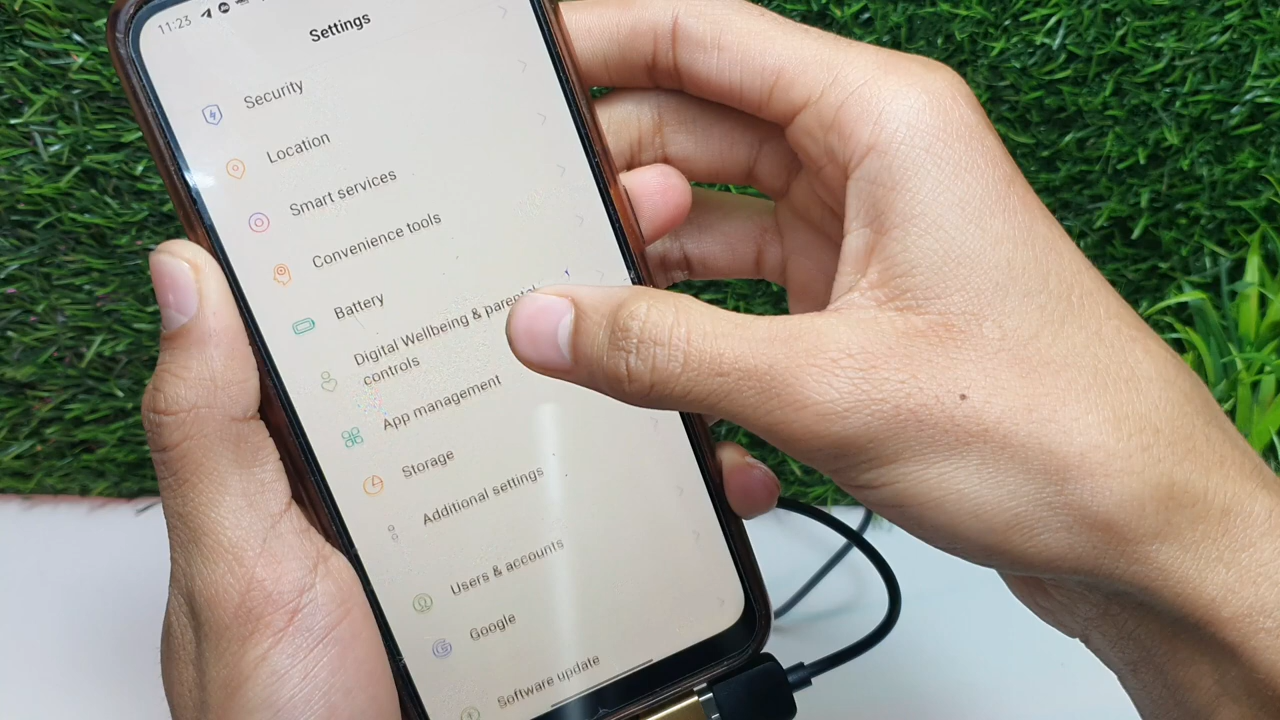 11:23
Settings
Security
Location
Smart services
Convenience tools
Battery
Digital Wellbeing & parental
controls
App management
Storage
Additional settings
Users & accounts
Google
Software update